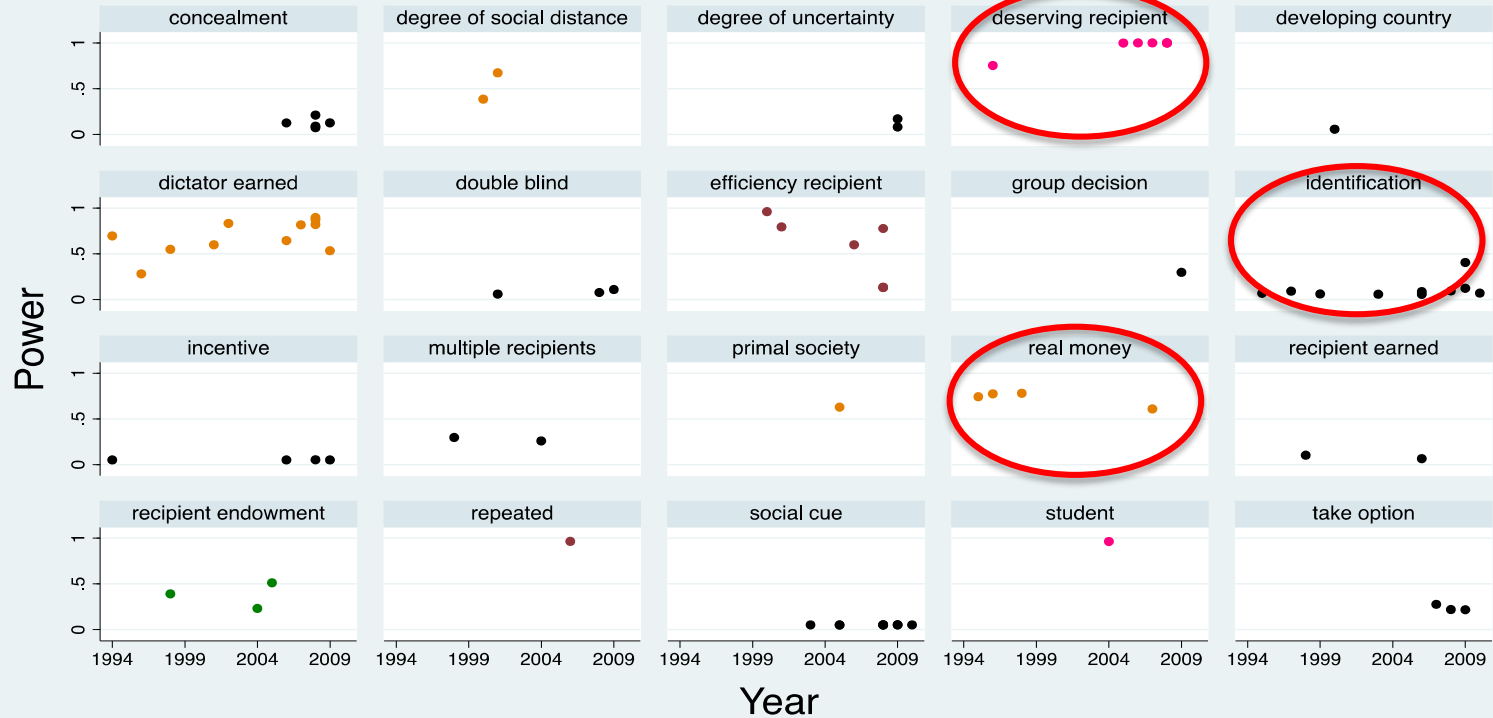 concealment
degree of social distance
degree of uncertainty
deserving recipient
developing country
1
.5
0
dictator earned
double blind
efficiency recipient
group decision
identification
1
.5
0
incentive
multiple recipients
primal society
real money
recipient earned
1
.5
0
recipient endowment
repeated
social cue
student
take option
1
.5
0
1994 1999 2004 2009
1994 1999 2004 2009
1994 1999 2004 2009
1994 1999 2004 2009
1994 1999 2004 2009
Power
Year